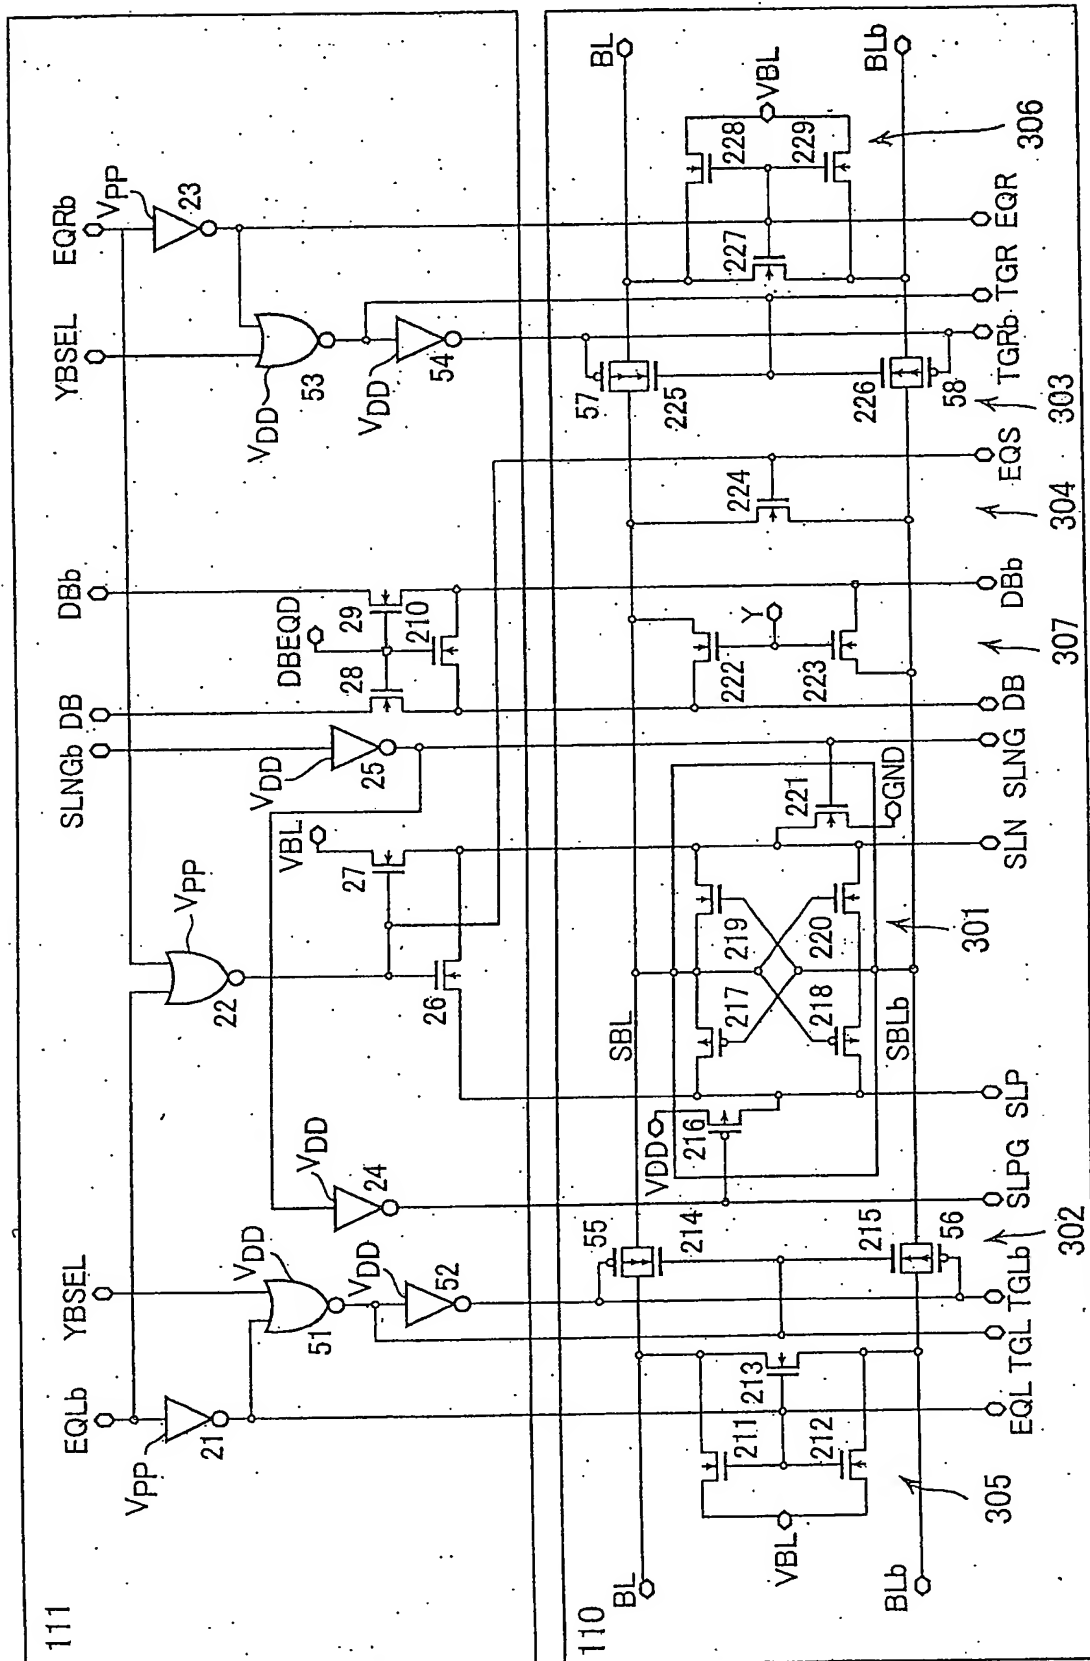 111
EQLb
YBSEL
SLNGb
DB
DBb
YBSEL
EQRb
VPP
21
VDD
51
VDD
52
VDD
24
VPP
22
VBL
27
26
VDD
25
DBEQD
28
29
210
VDD
53
VDD
54
VPP
23
110
BL
BLb
VBL
211
212
213
55
214
215
56
SBL
SBLb
VDD
216
217
218
219
220
221
GND
222
223
Y
224
57
225
226
58
227
228
229
VBL
BL
BLb
EQL
TGL
TGLb
SLPG
SLP
SLN
SLNG
DB
DBb
EQS
TGRb
TGR
EQR
305
302
301
307
304
303
306